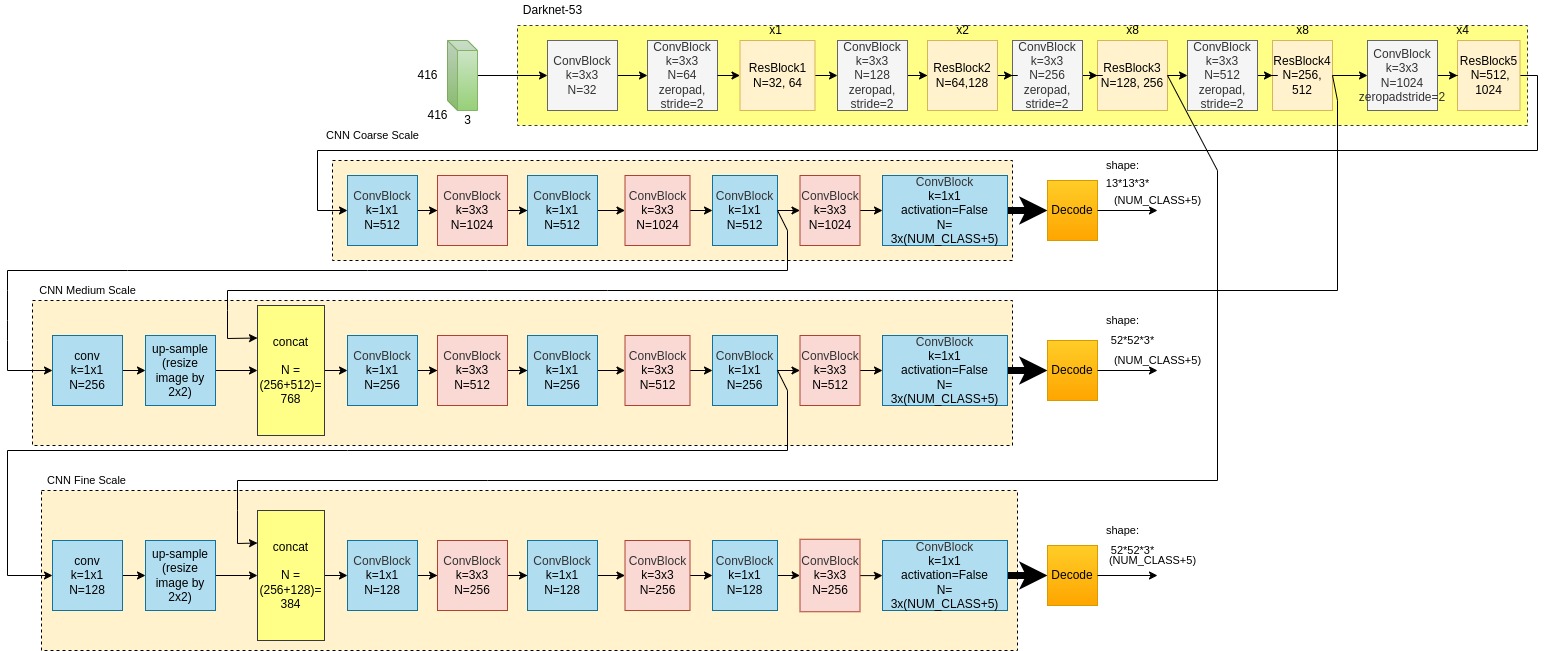 Darknet-53
416
416
3
ConvBlock
k=3x3
N=32
ConvBlock
k=3x3
N=64
zeropad,
stride=2
x1
ResBlock1
N=32, 64
ConvBlock
k=3x3
N=128
zeropad,
stride=2
x2
ResBlock2
N=64,128
ConvBlock
k=3x3
N=256
zeropad,
stride=2
x8
ResBlock3
N=128, 256
ConvBlock
k=3x3
N=512
zeropad,
stride=2
x8
ResBlock4
N=256,
512
ConvBlock
k=3x3
N=1024
zeropadstride=2
x4
ResBlock5
N=512,
1024
CNN Coarse Scale
ConvBlock
k=1x1
N=512
ConvBlock
k=3x3
N=1024
ConvBlock
k=1x1
N=512
ConvBlock
k=3x3
N=1024
ConvBlock
k=1x1
N=512
ConvBlock
k=3x3
N=1024
ConvBlock
k=1x1
activation=False
N=
3x(NUM_CLASS+5)
Decode
shape:
13*13*3*
(NUM_CLASS+5)
CNN Medium Scale
conv
k=1x1
N=256
up-sample
(resize
image by
2x2)
concat
N =
(256+512)=
768
ConvBlock
k=1x1
N=256
ConvBlock
k=3x3
N=512
ConvBlock
k=1x1
N=256
ConvBlock
k=3x3
N=512
ConvBlock
k=1x1
N=256
ConvBlock
k=3x3
N=512
ConvBlock
k=1x1
activation=False
N=
3x(NUM_CLASS+5)
Decode
shape:
52*52*3*
(NUM_CLASS+5)
CNN Fine Scale
conv
k=1x1
N=128
up-sample
(resize
image by
2x2)
concat
N =
(256+128)=
384
ConvBlock
k=1x1
N=128
ConvBlock
k=3x3
N=256
ConvBlock
k=1x1
N=128
ConvBlock
k=3x3
N=256
ConvBlock
k=1x1
N=128
ConvBlock
k=3x3
N=256
ConvBlock
k=1x1
activation=False
N=
3x(NUM_CLASS+5)
Decode
shape:
52*52*3*
(NUM_CLASS+5)